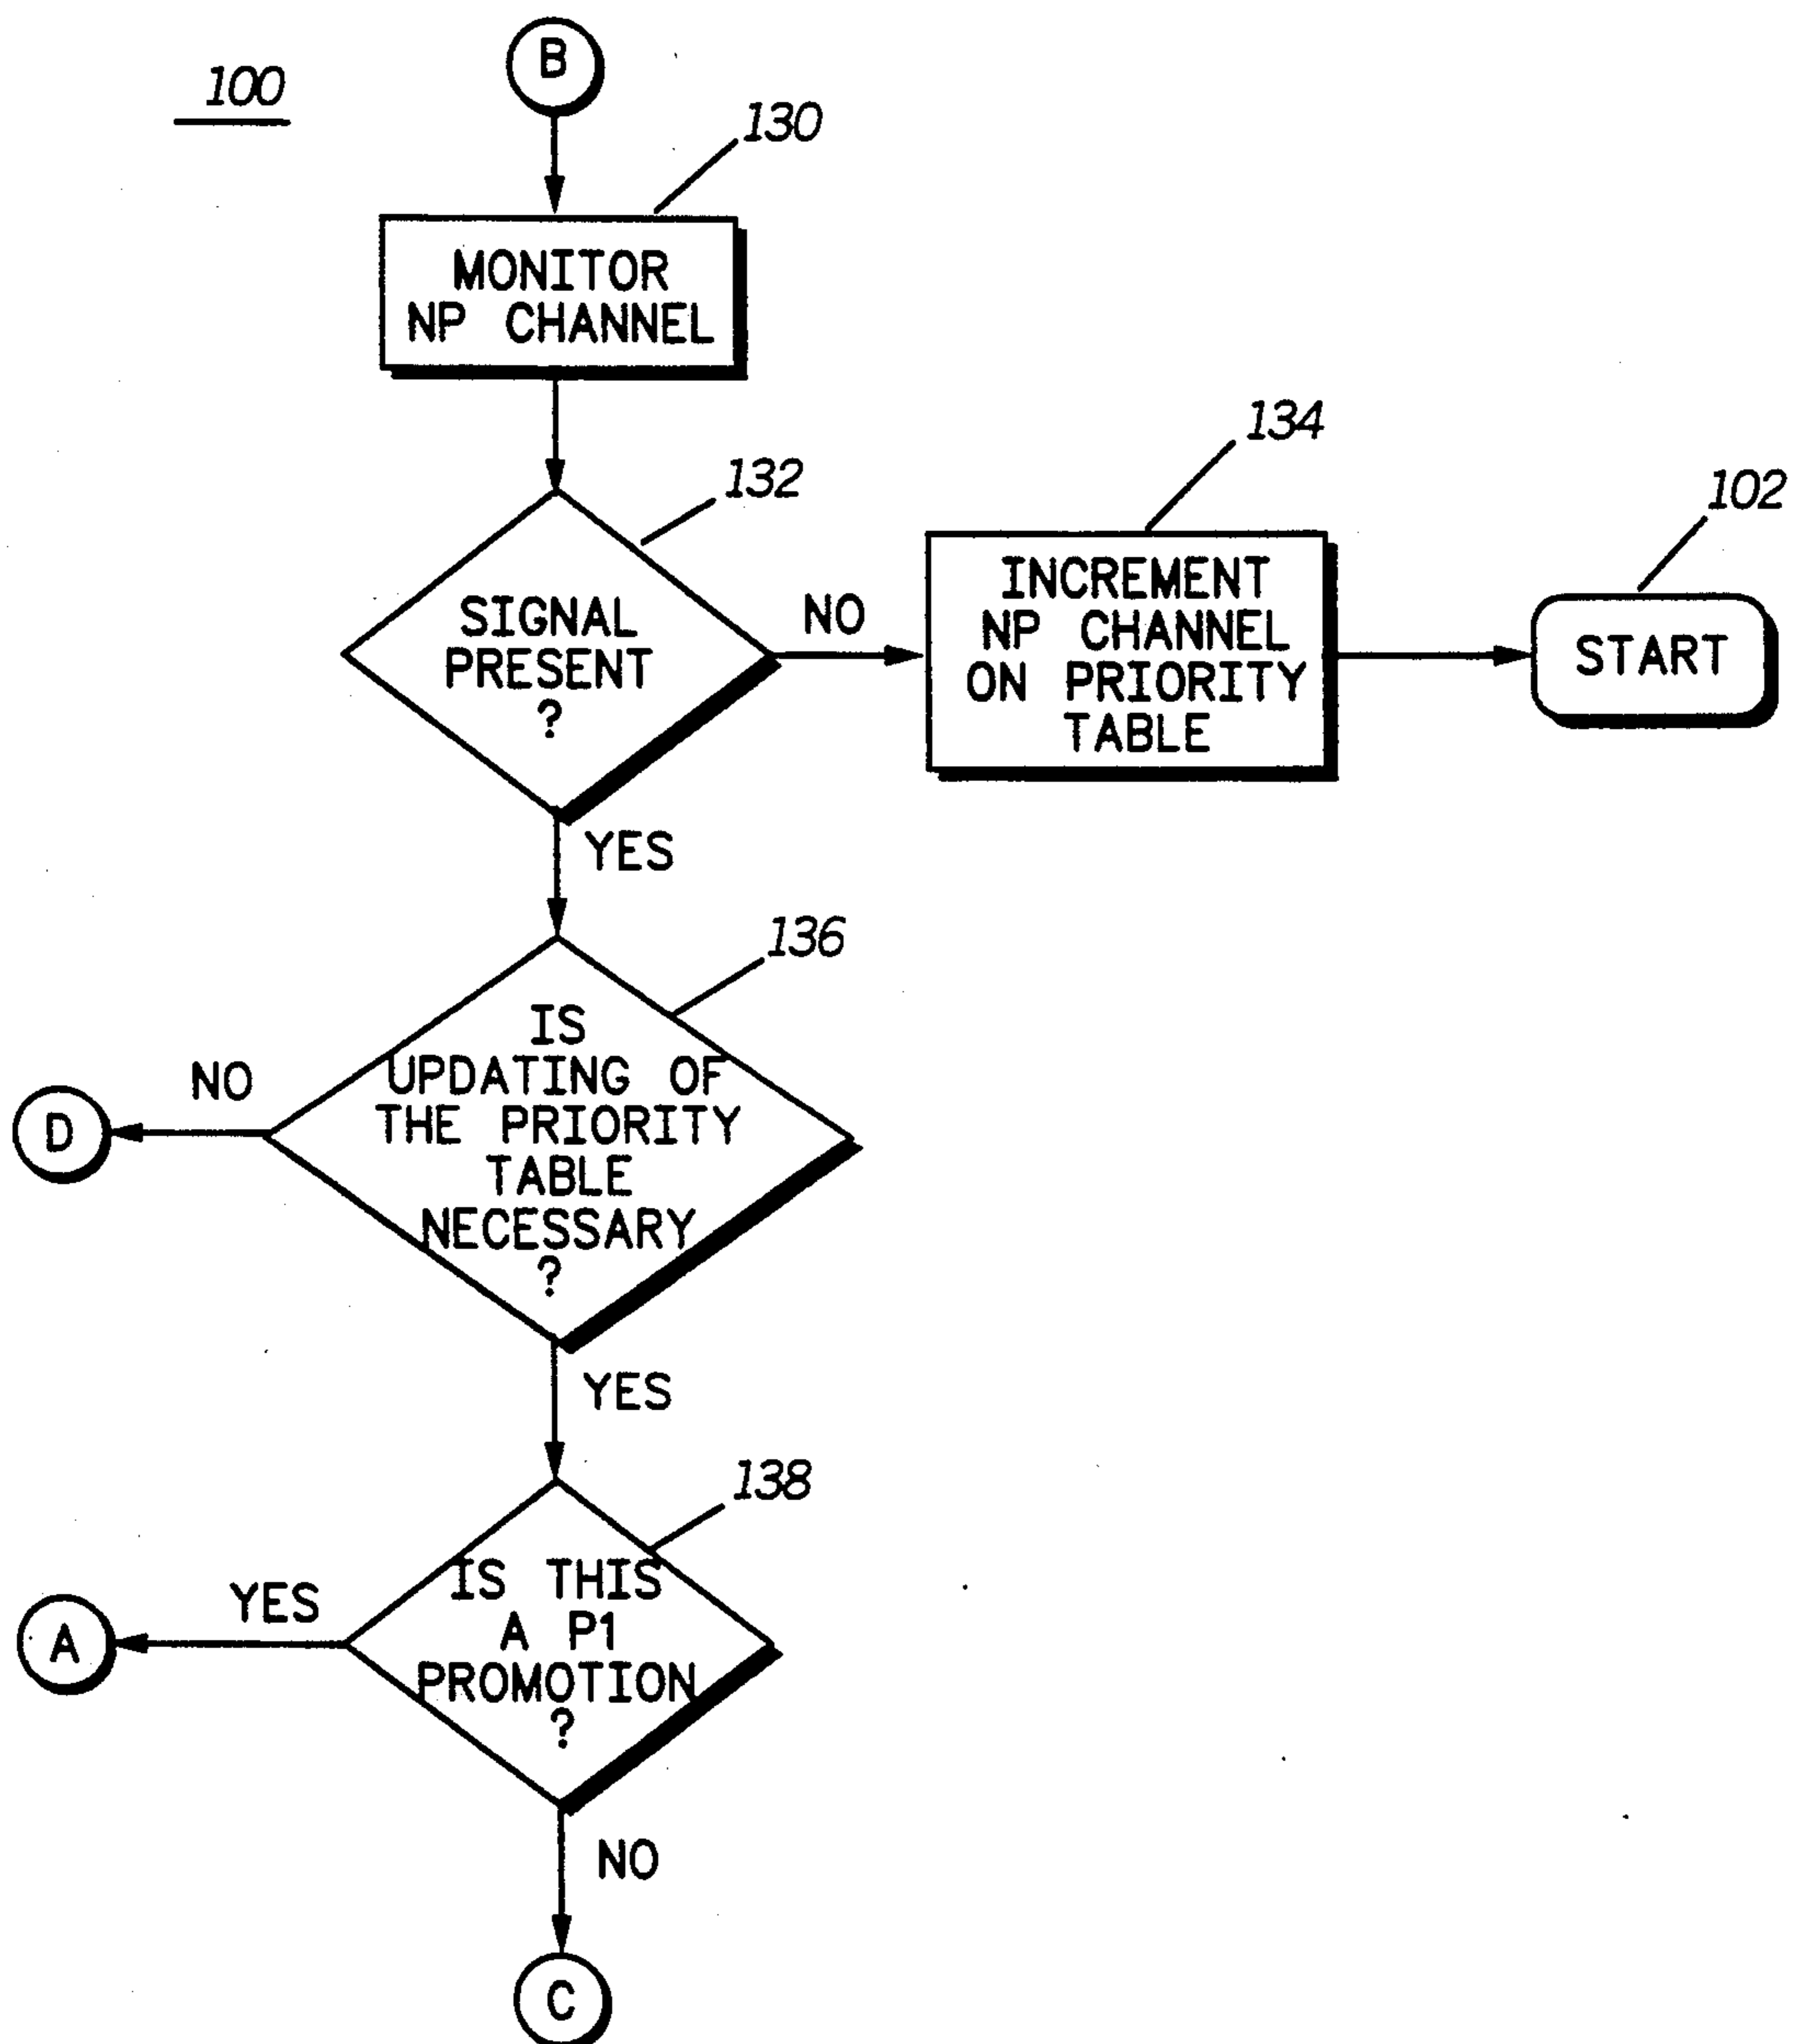 B
100
130
MONITOR
NP CHANNEL
134
132
102
INCREMENT
NP CHANNEL
ON PRIORITY
TABLE
NO
START
SIGNAL
PRESENT
?
YES
136
IS
UPDATING OF
THE PRIORITY
TABLE
NECESSARY
?
NO
D
YES
138
IS THIS
A P1
PROMOTION
?
YES
A
NO
C